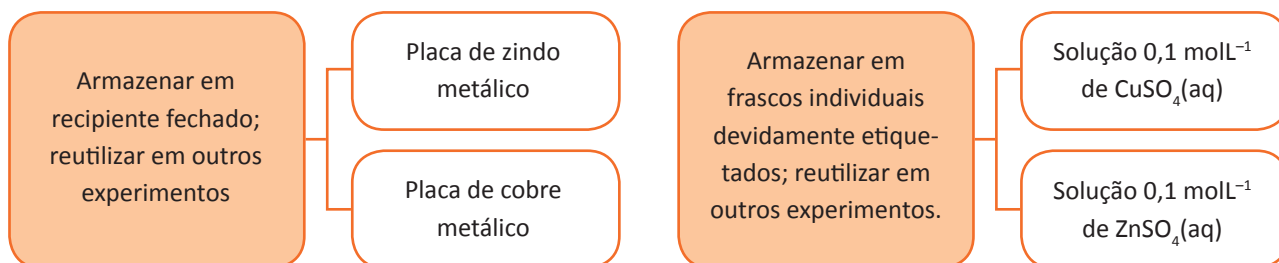 Armazenar em
recipiente fechado;
reutilizar em outros
experimentos
Placa de zindo
metálico
Placa de cobre
metálico
Armazenar em
frascos individuais
devidamente etique-
tados; reutilizar em
outros experimentos.
Solução 0,1 molL⁻¹
de CuSO₄(aq)
Solução 0,1 molL⁻¹
de ZnSO₄(aq)